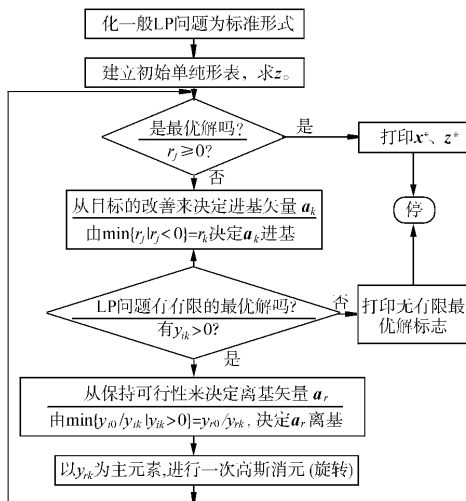 化一般LP问题为标准形式
建立初始单纯形表，求z。
是最优解吗?
r_j≥0?
是
打印x*、z*
否
停
从目标的改善来决定进基矢量 a_k
由min{r_j|r_j<0}=r_k决定a_k进基
LP问题有有限的最优解吗?
有y_ik>0?
否
打印无有限最
优解标志
是
从保持可行性来决定离基矢量 a_r
由min{y_i0/y_ik|y_ik>0}=y_r0/y_rk, 决定a_r离基
以y_rk为主元素,进行一次高斯消元 (旋转)